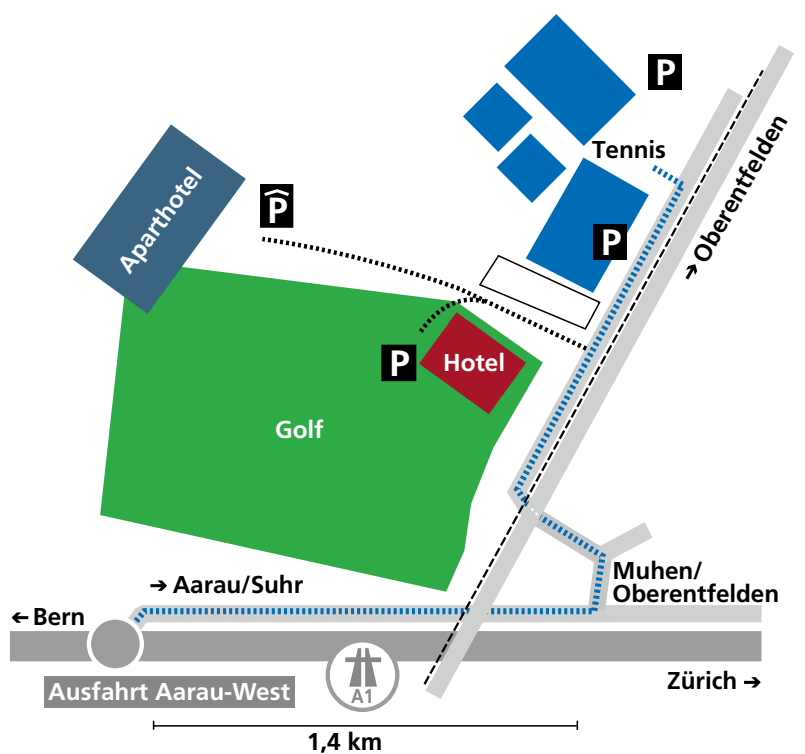 P
Tennis
Aparthotel
P
P
→ Oberentfelden
P
Hotel
Golf
→ Aarau/Suhr
Muhen/
Oberentfelden
← Bern
Ausfahrt Aarau-West
A1
Zürich →
1,4 km